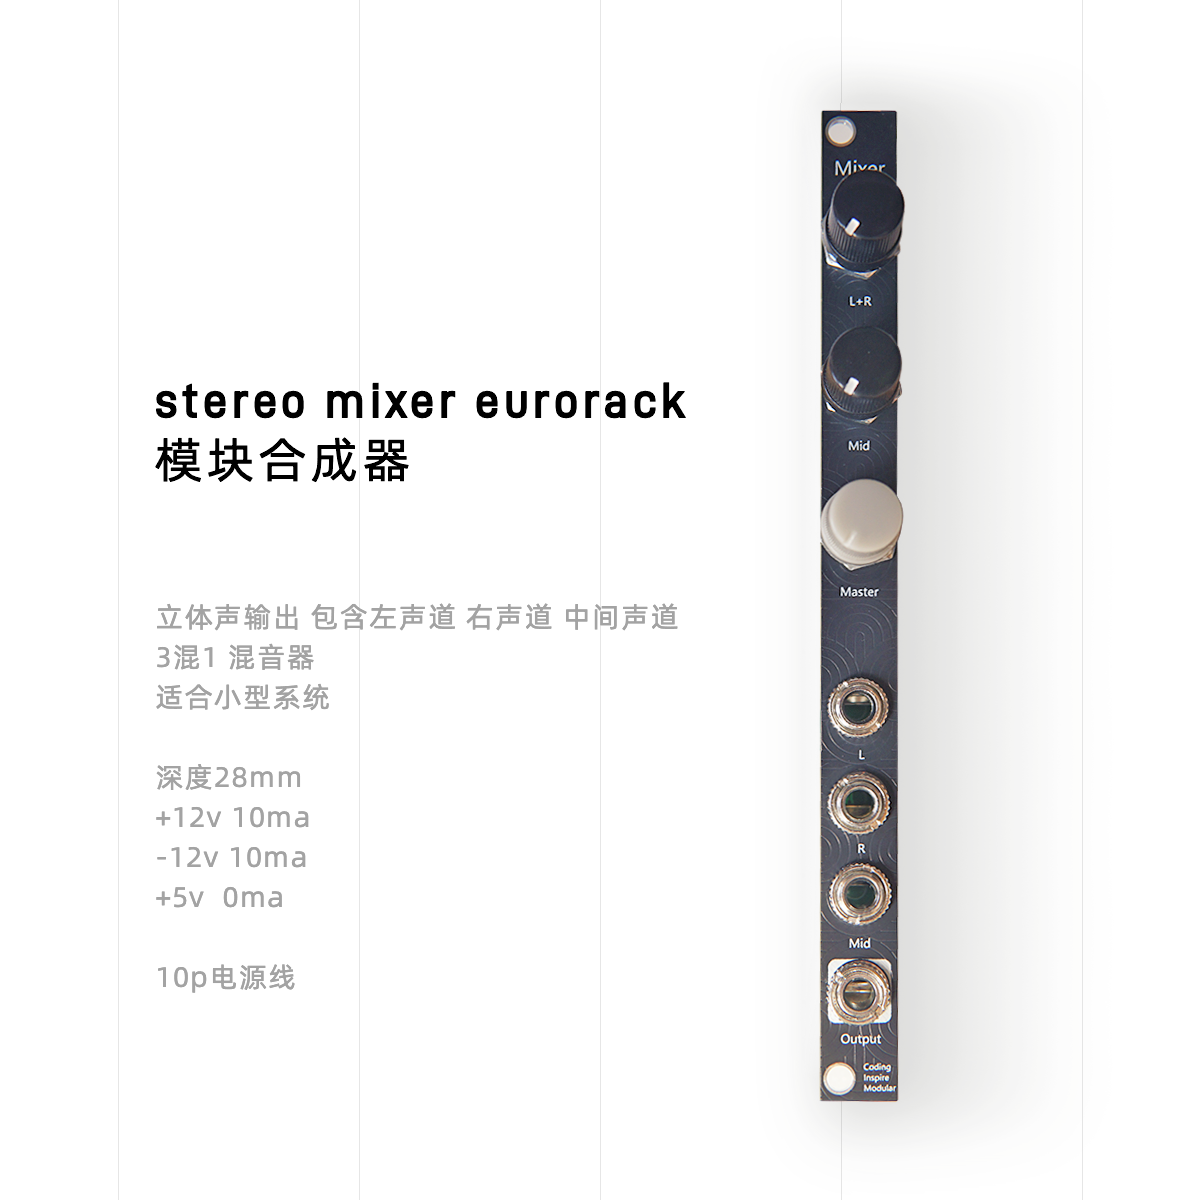 stereo mixer eurorack
模块合成器
立体声输出 包含左声道 右声道 中间声道
3混1 混音器
适合小型系统
深度28mm
+12v 10ma
-12v 10ma
+5v 0ma
10p电源线
Mixer
L+R
Mid
Master
L
R
Mid
Output
Coding
Inspire
Modular